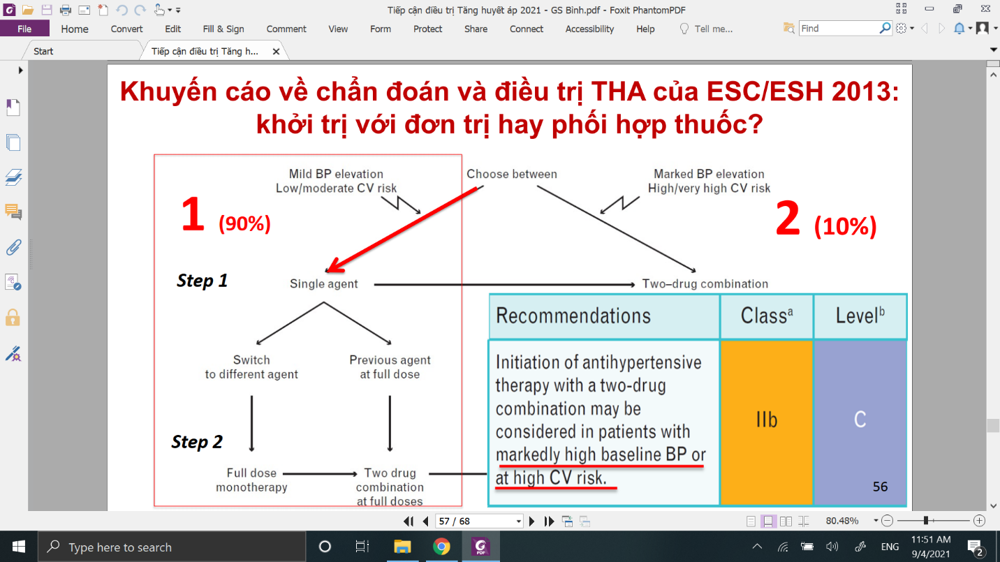 Tiếp cận điều trị Tăng huyết áp 2021 - GS Binh.pdf - Foxit PhantomPDF
File Home Convert Edit Fill & Sign Comment View Form Protect Share Connect Accessibility Help Tell me... Find
Start Tiếp cận điều trị Tăng h...
Khuyến cáo về chẩn đoán và điều trị THA của ESC/ESH 2013:
khởi trị với đơn trị hay phối hợp thuốc?
Mild BP elevation
Low/moderate CV risk
Choose between
Marked BP elevation
High/very high CV risk
1 (90%)
2 (10%)
Step 1
Single agent
Two–drug combination
Switch
to different agent
Previous agent
at full dose
Step 2
Full dose
monotherapy
Two drug
combination
at full doses
Recommendations Classᵃ Levelᵇ
Initiation of antihypertensive
therapy with a two-drug
combination may be
considered in patients with
markedly high baseline BP or
at high CV risk.
IIb
C
56
57 / 68
80.48%
Type here to search
PDF
ENG
11:51 AM
9/4/2021
2